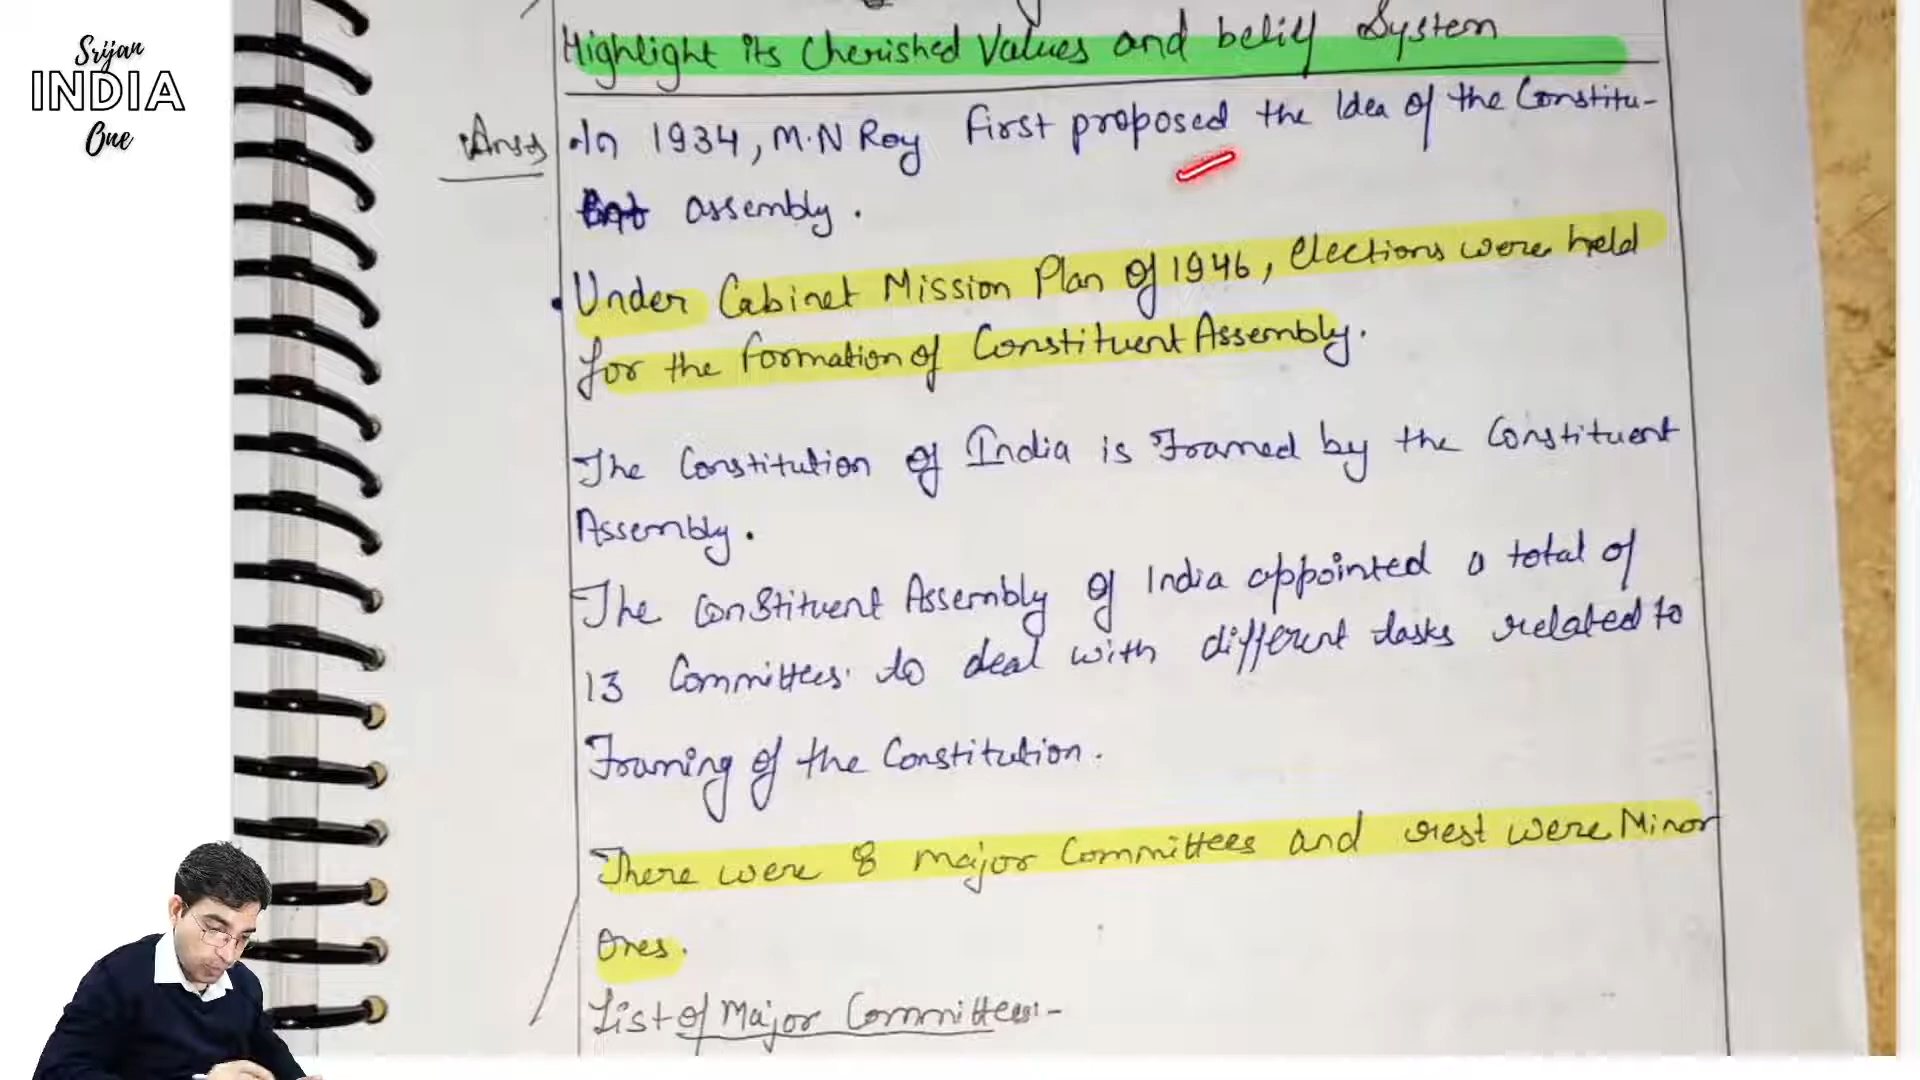 Srijan
INDIA
One
Highlight its Cherished Values and belief System
Ans
In 1934, M.N Roy first proposed the Idea of the Constitu-
ent assembly.
Under Cabinet Mission Plan of 1946, Elections were held
for the formation of Constituent Assembly.
The Constitution of India is Framed by the Constituent
Assembly.
The Constituent Assembly of India appointed a total of
13 Committees to deal with different tasks related to
Framing of the Constitution.
There were 8 major Committees and rest were Minor
Ones.
List of Major Committees:-